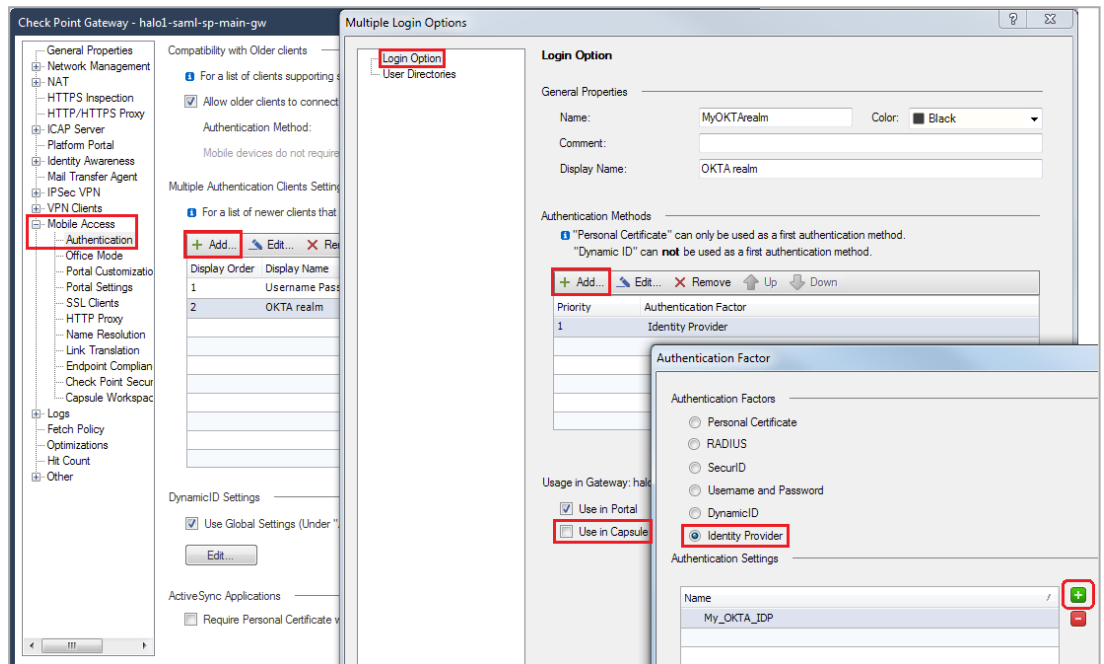 Check Point Gateway - halo1-saml-sp-main-gw
General Properties
Network Management
NAT
HTTPS Inspection
HTTP/HTTPS Proxy
ICAP Server
Platform Portal
Identity Awareness
Mail Transfer Agent
IPSec VPN
VPN Clients
Mobile Access
Authentication
Office Mode
Portal Customizatio
Portal Settings
SSL Clients
HTTP Proxy
Name Resolution
Link Translation
Endpoint Complian
Check Point Secur
Capsule Workspac
Logs
Fetch Policy
Optimizations
Hit Count
Other
Compatibility with Older clients
For a list of clients supporting s
Allow older clients to connect
Authentication Method:
Mobile devices do not require
Multiple Authentication Clients Setting
For a list of newer clients that
Add... Edit... Re
Display Order Display Name
1 Username Pass
2 OKTA realm
DynamicID Settings
Use Global Settings (Under "
Edit...
ActiveSync Applications
Require Personal Certificate w
Multiple Login Options
Login Option
User Directories
Login Option
General Properties
Name: MyOKTArealm Color: Black
Comment:
Display Name: OKTA realm
Authentication Methods
"Personal Certificate" can only be used as a first authentication method.
"Dynamic ID" can not be used as a first authentication method.
Add... Edit... Remove Up Down
Priority Authentication Factor
1 Identity Provider
Usage in Gateway: halo
Use in Portal
Use in Capsule
Authentication Factor
Authentication Factors
Personal Certificate
RADIUS
SecurID
Username and Password
DynamicID
Identity Provider
Authentication Settings
Name
My_OKTA_IDP